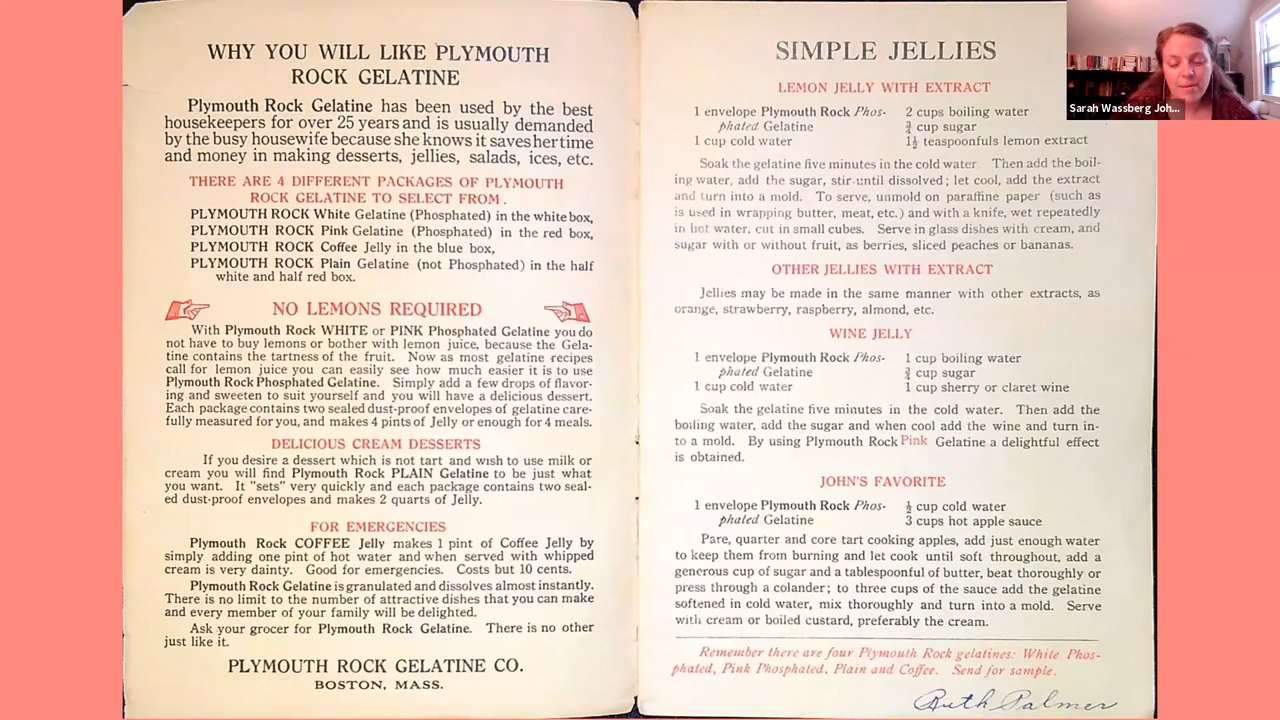 WHY YOU WILL LIKE PLYMOUTH
ROCK GELATINE
Plymouth Rock Gelatine has been used by the best
housekeepers for over 25 years and is usually demanded
by the busy housewife because she knows it saves her time
and money in making desserts, jellies, salads, ices, etc.
THERE ARE 4 DIFFERENT PACKAGES OF PLYMOUTH
ROCK GELATINE TO SELECT FROM.
PLYMOUTH ROCK White Gelatine (Phosphated) in the white box,
PLYMOUTH ROCK Pink Gelatine (Phosphated) in the red box,
PLYMOUTH ROCK Coffee Jelly in the blue box,
PLYMOUTH ROCK Plain Gelatine (not Phosphated) in the half
white and half red box.
NO LEMONS REQUIRED
With Plymouth Rock WHITE or PINK Phosphated Gelatine you do
not have to buy lemons or bother with lemon juice, because the Gela-
tine contains the tartness of the fruit. Now as most gelatine recipes
call for lemon juice you can easily see how much easier it is to use
Plymouth Rock Phosphated Gelatine. Simply add a few drops of flavor-
ing and sweeten to suit yourself and you will have a delicious dessert.
Each package contains two sealed dust-proof envelopes of gelatine care-
fully measured for you, and makes 4 pints of Jelly or enough for 4 meals.
DELICIOUS CREAM DESSERTS
If you desire a dessert which is not tart and wish to use milk or
cream you will find Plymouth Rock PLAIN Gelatine to be just what
you want. It "sets" very quickly and each package contains two seal-
ed dust-proof envelopes and makes 2 quarts of Jelly.
FOR EMERGENCIES
Plymouth Rock COFFEE Jelly makes 1 pint of Coffee Jelly by
simply adding one pint of hot water and when served with whipped
cream is very dainty. Good for emergencies. Costs but 10 cents.
Plymouth Rock Gelatine is granulated and dissolves almost instantly.
There is no limit to the number of attractive dishes that you can make
and every member of your family will be delighted.
Ask your grocer for Plymouth Rock Gelatine. There is no other
just like it.
PLYMOUTH ROCK GELATINE CO.
BOSTON, MASS.
SIMPLE JELLIES
LEMON JELLY WITH EXTRACT
1 envelope Plymouth Rock Phos- 2 cups boiling water
phated Gelatine ¾ cup sugar
1 cup cold water 1½ teaspoonfuls lemon extract
Soak the gelatine five minutes in the cold water. Then add the boil-
ing water, add the sugar, stir until dissolved; let cool, add the extract
and turn into a mold. To serve, unmold on paraffine paper (such as
is used in wrapping butter, meat, etc.) and with a knife, wet repeatedly
in hot water, cut in small cubes. Serve in glass dishes with cream, and
sugar with or without fruit, as berries, sliced peaches or bananas.
OTHER JELLIES WITH EXTRACT
Jellies may be made in the same manner with other extracts, as
orange, strawberry, raspberry, almond, etc.
WINE JELLY
1 envelope Plymouth Rock Phos- 1 cup boiling water
phated Gelatine ¾ cup sugar
1 cup cold water 1 cup sherry or claret wine
Soak the gelatine five minutes in the cold water. Then add the
boiling water, add the sugar and when cool add the wine and turn in-
to a mold. By using Plymouth Rock Pink Gelatine a delightful effect
is obtained.
JOHN'S FAVORITE
1 envelope Plymouth Rock Phos- ½ cup cold water
phated Gelatine 3 cups hot apple sauce
Pare, quarter and core tart cooking apples, add just enough water
to keep them from burning and let cook until soft throughout, add a
generous cup of sugar and a tablespoonful of butter, beat thoroughly or
press through a colander; to three cups of the sauce add the gelatine
softened in cold water, mix thoroughly and turn into a mold. Serve
with cream or boiled custard, preferably the cream.
Remember there are four Plymouth Rock gelatines: White Phos-
phated, Pink Phosphated, Plain and Coffee. Send for sample.
Ruth Palmer
Sarah Wassberg Joh...